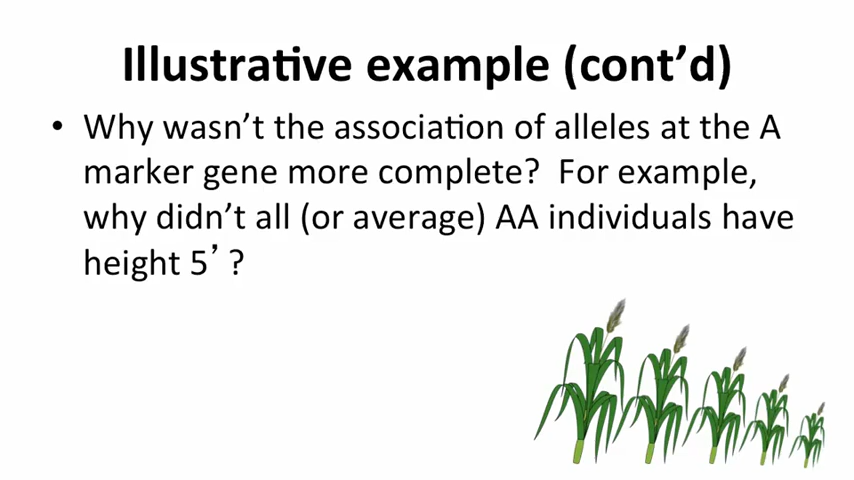 Illustrative example (cont’d)
• Why wasn’t the association of alleles at the A
marker gene more complete? For example,
why didn’t all (or average) AA individuals have
height 5’ ?